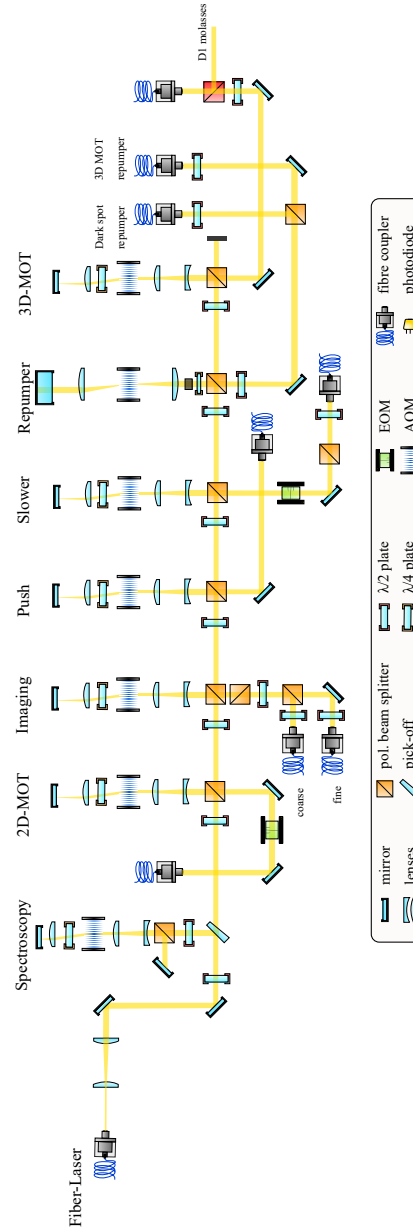 Fiber-Laser
Spectroscopy
2D-MOT
Imaging
Push
Slower
Repumper
3D-MOT
Dark spot
repumper
3D MOT
repumper
D1 molasses
coarse
fine
mirror
pol. beam splitter
λ/2 plate
EOM
fibre coupler
lenses
pick-off
λ/4 plate
AOM
photodiode